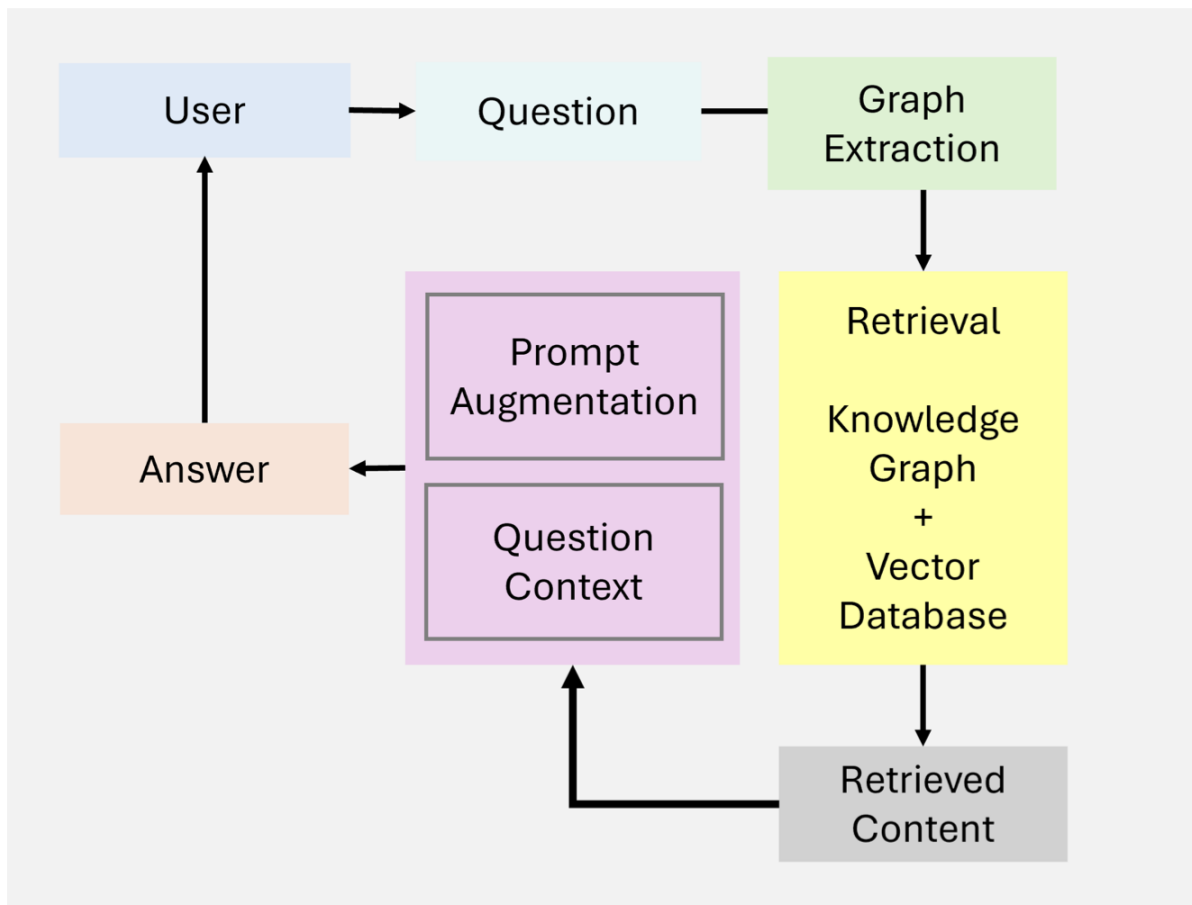 User
Question
Graph
Extraction
Retrieval
Knowledge
Graph
+
Vector
Database
Retrieved
Content
Prompt
Augmentation
Question
Context
Answer